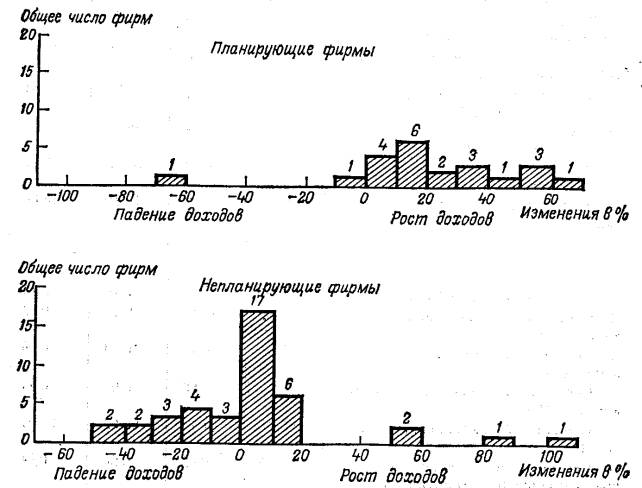 Общее число фирм
Планирующие фирмы
20
15
10
5
0
1 1 4 6 2 3 1 3 1
-100 -80 -60 -40 -20 0 20 40 60
Падение доходов Рост доходов Изменения в %
Общее число фирм
Непланирующие фирмы
20
15
10
5
0
2 2 3 4 3 17 6 2 1 1
-60 -40 -20 0 20 40 60 80 100
Падение доходов Рост доходов Изменения в %